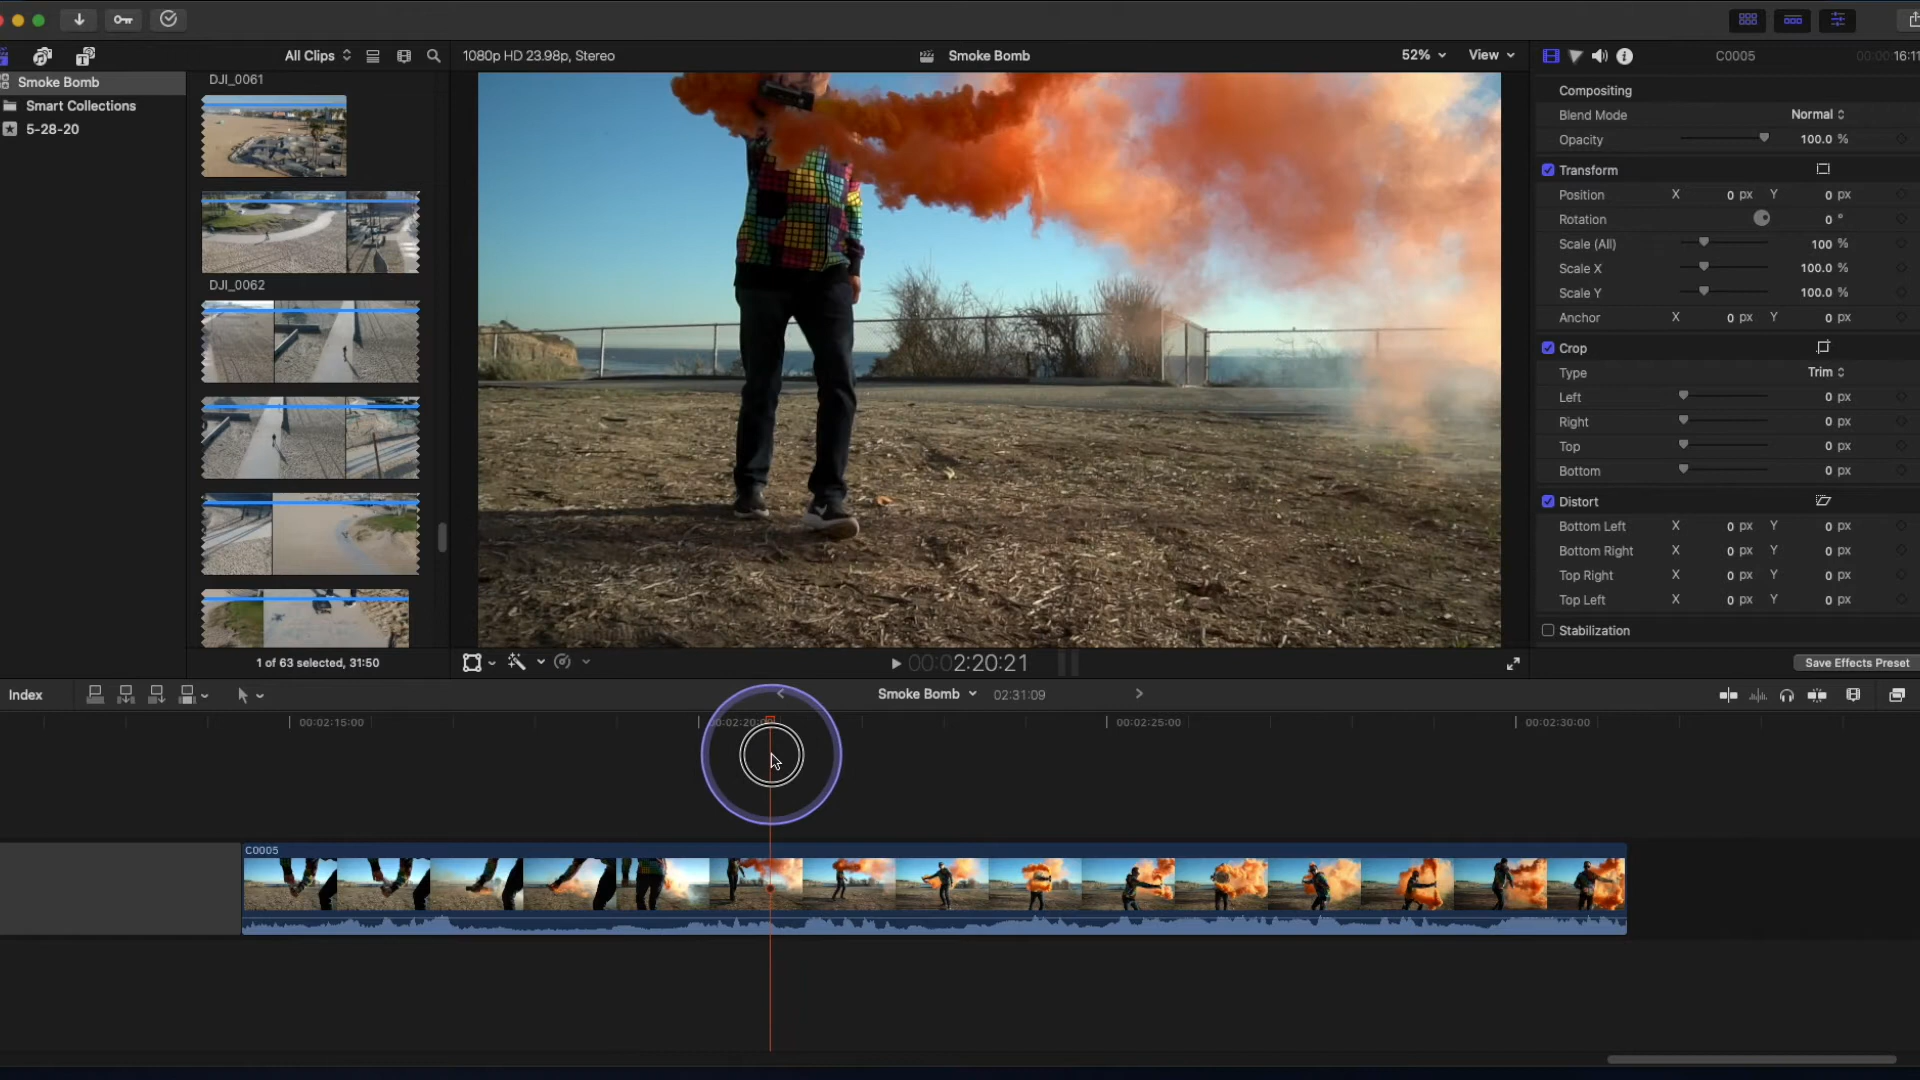 All Clips
1080p HD 23.98p, Stereo
Smoke Bomb
52%
View
C0005
00:00:16:11
Smoke Bomb
Smart Collections
5-28-20
DJI_0061
DJI_0062
1 of 63 selected, 31:50
Compositing
Blend Mode Normal
Opacity 100.0 %
Transform
Position X 0 px Y 0 px
Rotation 0 °
Scale (All) 100 %
Scale X 100.0 %
Scale Y 100.0 %
Anchor X 0 px Y 0 px
Crop
Type Trim
Left 0 px
Right 0 px
Top 0 px
Bottom 0 px
Distort
Bottom Left X 0 px Y 0 px
Bottom Right X 0 px Y 0 px
Top Right X 0 px Y 0 px
Top Left X 0 px Y 0 px
Stabilization
Save Effects Preset
00:02:20:21
Index
Smoke Bomb
02:31:09
00:02:15:00
00:02:20:00
00:02:25:00
00:02:30:00
C0005